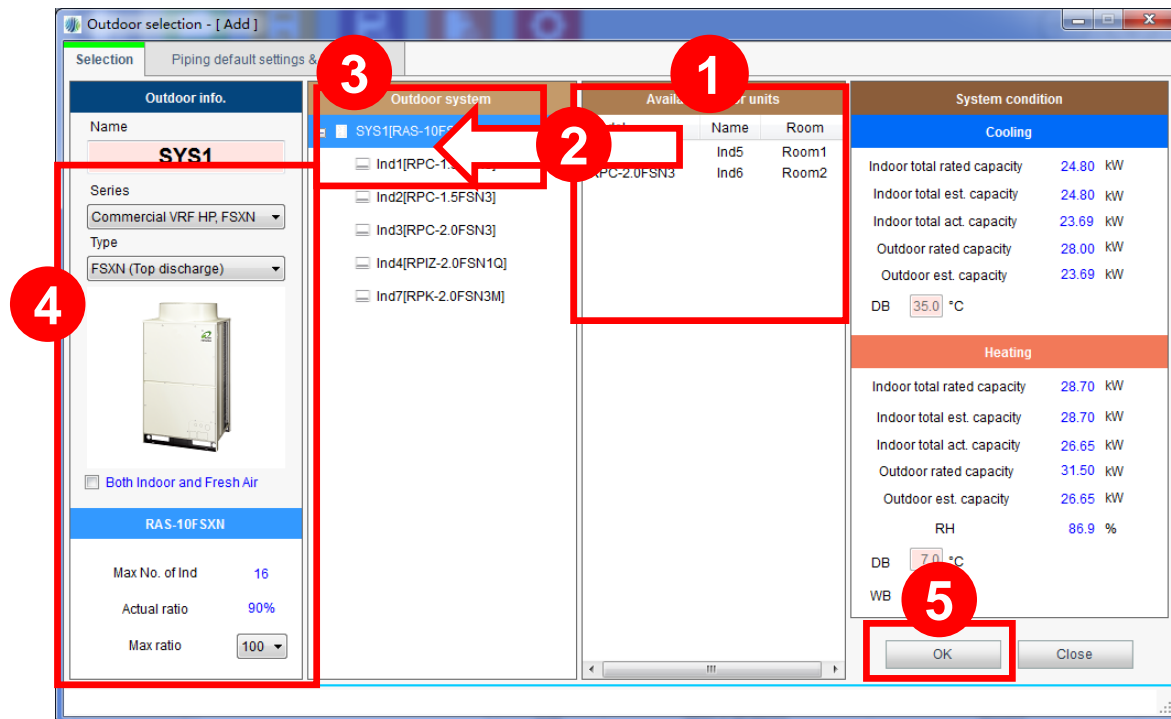 Outdoor selection - [ Add ]
Selection
Piping default settings &
Outdoor info.
Name
SYS1
Series
Commercial VRF HP, FSXN
Type
FSXN (Top discharge)
Both Indoor and Fresh Air
RAS-10FSXN
Max No. of Ind 16
Actual ratio 90%
Max ratio 100
4
3
Outdoor system
SYS1[RAS-10F
Ind1[RPC-1.
Ind2[RPC-1.5FSN3]
Ind3[RPC-2.0FSN3]
Ind4[RPIZ-2.0FSN1Q]
Ind7[RPK-2.0FSN3M]
2
1
units
Name Room
Ind5 Room1
RPC-2.0FSN3 Ind6 Room2
System condition
Cooling
Indoor total rated capacity 24.80 kW
Indoor total est. capacity 24.80 kW
Indoor total act. capacity 23.69 kW
Outdoor rated capacity 28.00 kW
Outdoor est. capacity 23.69 kW
DB 35.0 °C
Heating
Indoor total rated capacity 28.70 kW
Indoor total est. capacity 28.70 kW
Indoor total act. capacity 26.65 kW
Outdoor rated capacity 31.50 kW
Outdoor est. capacity 26.65 kW
RH 86.9 %
DB 7.0 °C
WB
5
OK
Close